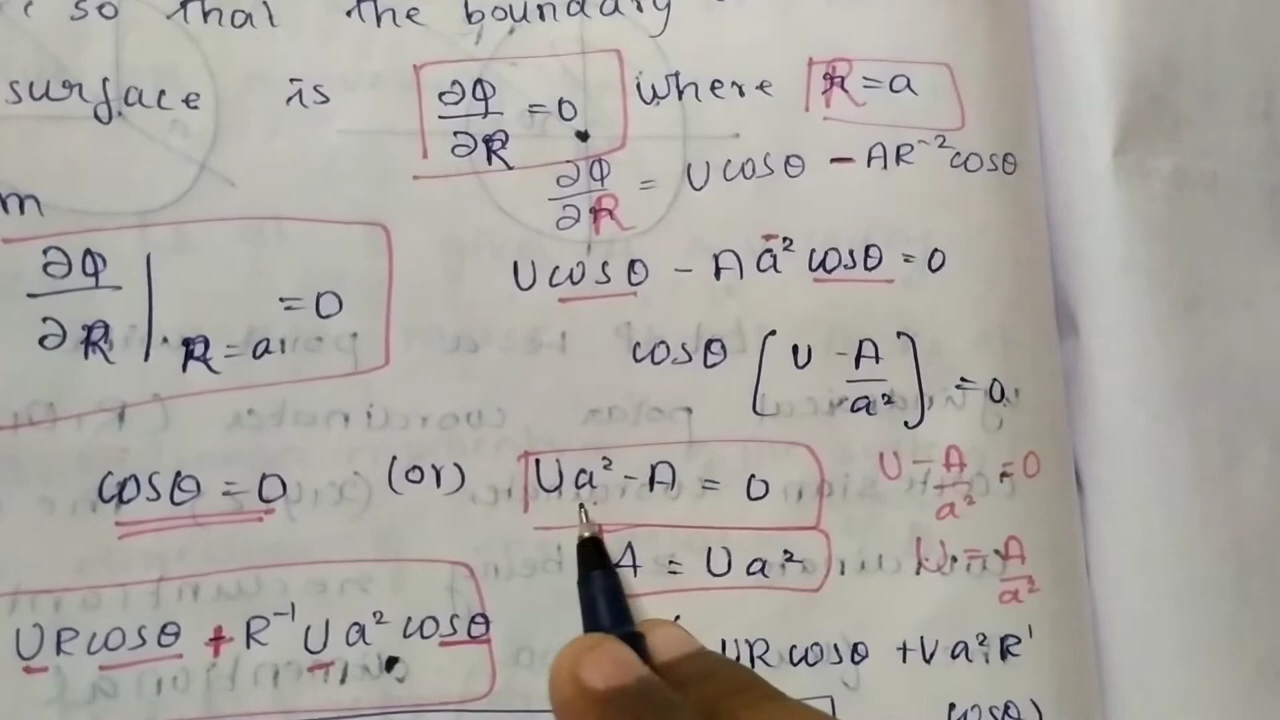 so that the boundary
surface is ∂φ/∂R = 0 where R = a
∂φ/∂R = U cosθ − AR⁻² cosθ
m
∂φ/∂R | R = a = 0
U cosθ − A a⁻² cosθ = 0
cosθ [U − A/a²] = 0
cosθ = 0 (or) Ua² − A = 0
U − A/a² = 0
A = Ua²
U = A/a²
UR cosθ + R⁻¹ Ua² cosθ
UR cosθ + Ua² R⁻¹
cosθ)